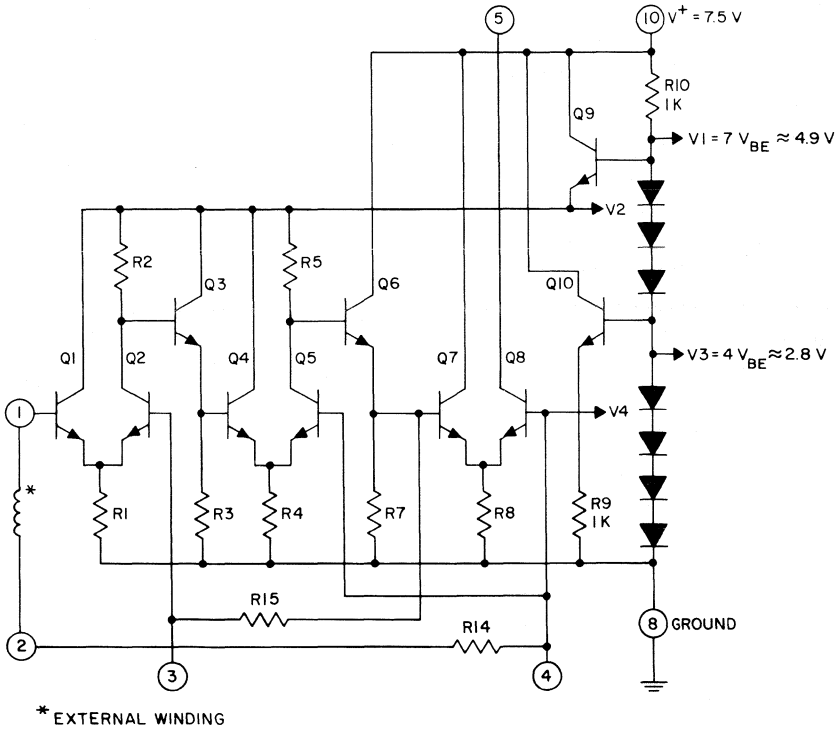 5
10 V+ = 7.5 V
R10
1K
Q9
V1 = 7 VBE ≈ 4.9 V
V2
R2
R5
Q3
Q6
Q10
Q1
Q2
Q4
Q5
Q7
Q8
V3 = 4 VBE ≈ 2.8 V
1
V4
*
R1
R3
R4
R7
R8
R9
1K
R15
R14
8 GROUND
2
3
4
* EXTERNAL WINDING